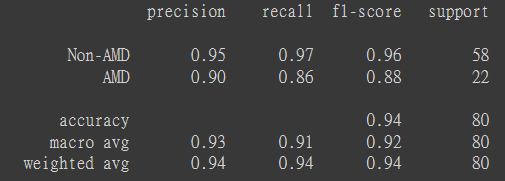 precision recall f1-score support
Non-AMD 0.95 0.97 0.96 58
AMD 0.90 0.86 0.88 22
accuracy 0.94 80
macro avg 0.93 0.91 0.92 80
weighted avg 0.94 0.94 0.94 80